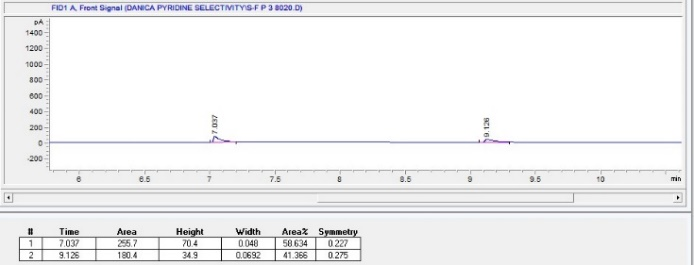 FID1 A, Front Signal (DANICA PYRIDINE SELECTIVITY\S-F P 3 8020.D)
pA
1400
1200
1000
800
600
400
200
0
-200
7.037
9.126
6 6.5 7 7.5 8 8.5 9 9.5 10 min
# Time Area Height Width Area% Symmetry
1 7.037 255.7 70.4 0.048 58.634 0.227
2 9.126 180.4 34.9 0.0692 41.366 0.275